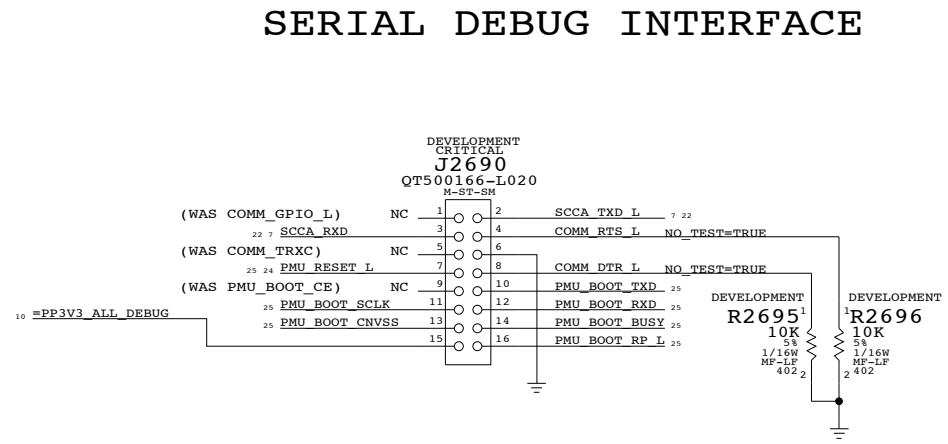 SERIAL DEBUG INTERFACE
DEVELOPMENT
CRITICAL
J2690
QT500166-L020
M-ST-SM
(WAS COMM_GPIO_L) NC 1 2 SCCA_TXD_L 7 22
22 7 SCCA_RXD 3 4 COMM_RTS_L NO_TEST=TRUE
(WAS COMM_TRXC) NC 5 6
25 24 PMU_RESET_L 7 8 COMM_DTR_L NO_TEST=TRUE
(WAS PMU_BOOT_CE) NC 9 10 PMU_BOOT_TXD 25
25 PMU_BOOT_SCLK 11 12 PMU_BOOT_RXD 25
10 =PP3V3_ALL_DEBUG
25 PMU_BOOT_CNVSS 13 14 PMU_BOOT_BUSY 25
15 16 PMU_BOOT_RP_L 25
DEVELOPMENT
R2695 1
10K
5%
1/16W
MF-LF
402 2
DEVELOPMENT
1 R2696
10K
5%
1/16W
MF-LF
2 402